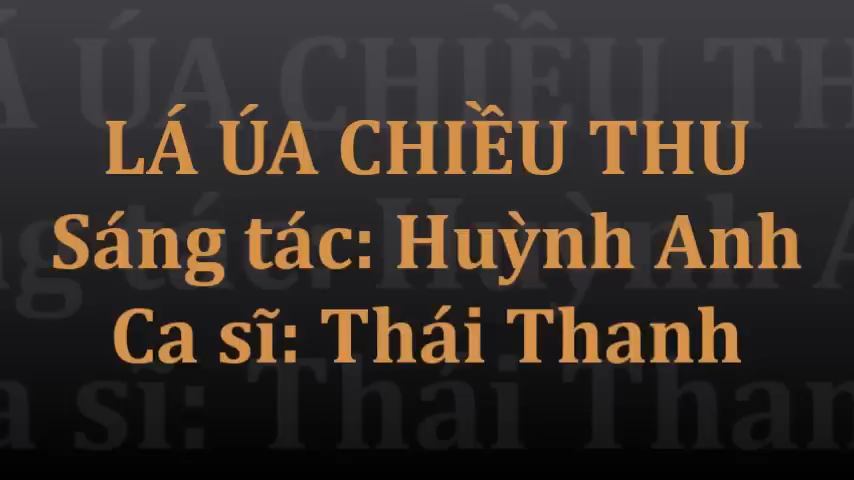 LÁ ÚA CHIỀU THU
Sáng tác: Huỳnh Anh
Ca sĩ: Thái Thanh